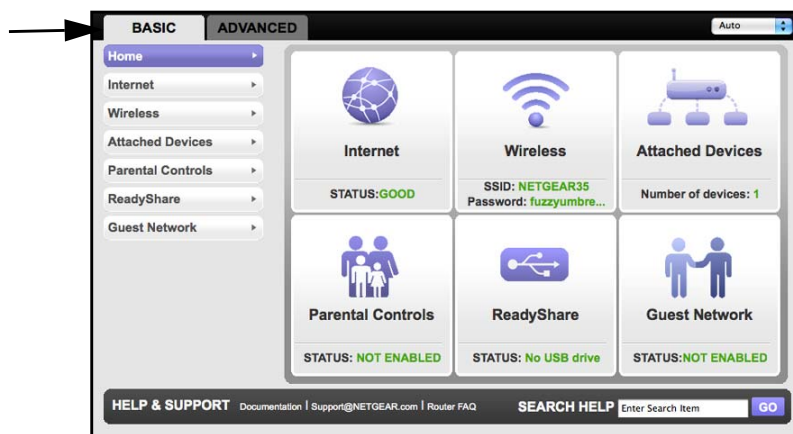 BASIC ADVANCED Auto
Home
Internet
Wireless
Attached Devices
Parental Controls
ReadyShare
Guest Network
Internet
STATUS:GOOD
Wireless
SSID: NETGEAR35
Password: fuzzyumbre...
Attached Devices
Number of devices: 1
Parental Controls
STATUS: NOT ENABLED
ReadyShare
STATUS: No USB drive
Guest Network
STATUS:NOT ENABLED
HELP & SUPPORT Documentation | Support@NETGEAR.com | Router FAQ SEARCH HELP Enter Search Item GO